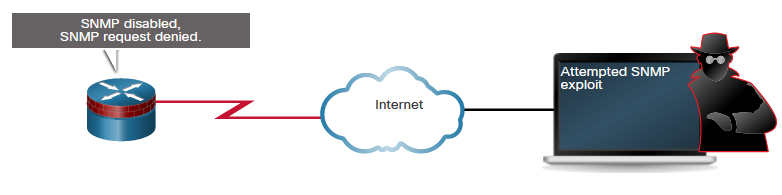 SNMP disabled,
SNMP request denied.
Internet
Attempted SNMP
exploit